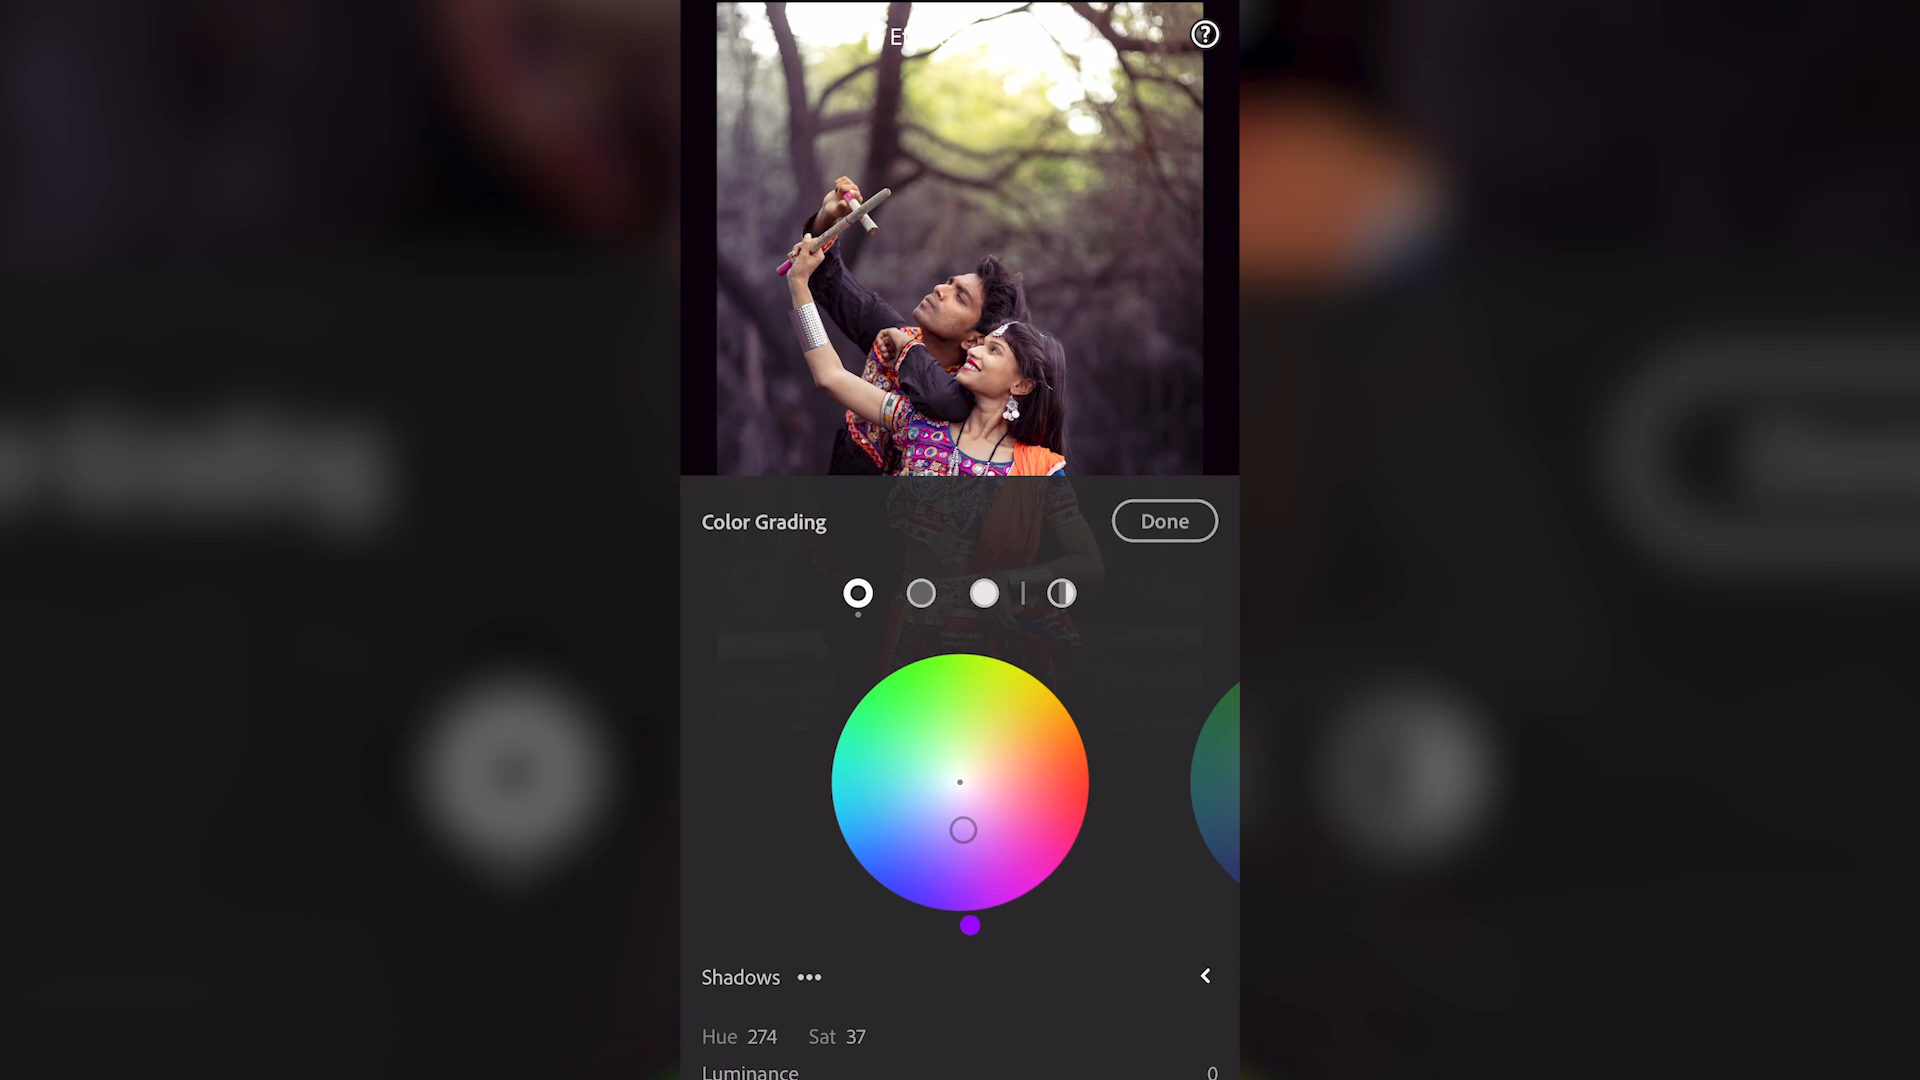 ?
Color Grading
Done
Shadows •••
Hue 274 Sat 37
Luminance 0